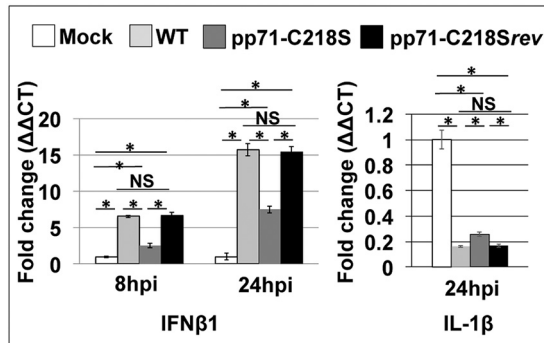 Mock WT pp71-C218S pp71-C218Srev
Fold change (ΔΔCT)
20
15
10
5
0
*
*
NS
* * *
*
*
NS
* * *
8hpi 24hpi
IFNβ1
Fold change (ΔΔCT)
1.2
1
0.8
0.6
0.4
0.2
0
*
*
NS
* * *
24hpi
IL-1β